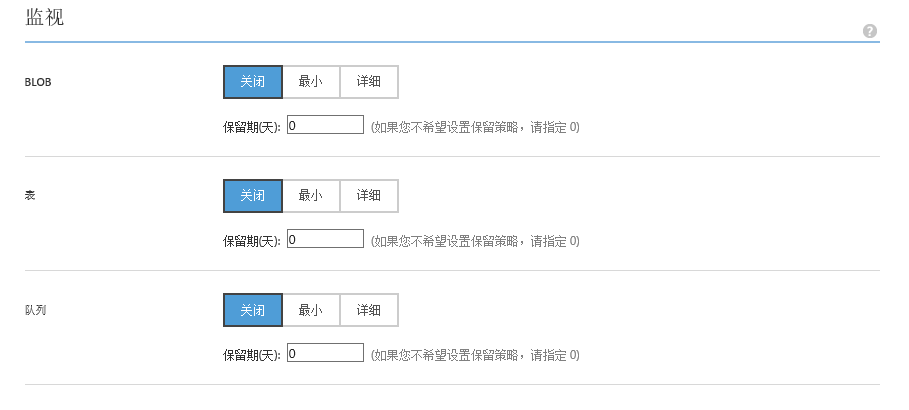 监视
?
BLOB 关闭 最小 详细
保留期(天): 0 (如果您不希望设置保留策略，请指定 0)
表 关闭 最小 详细
保留期(天): 0 (如果您不希望设置保留策略，请指定 0)
队列 关闭 最小 详细
保留期(天): 0 (如果您不希望设置保留策略，请指定 0)